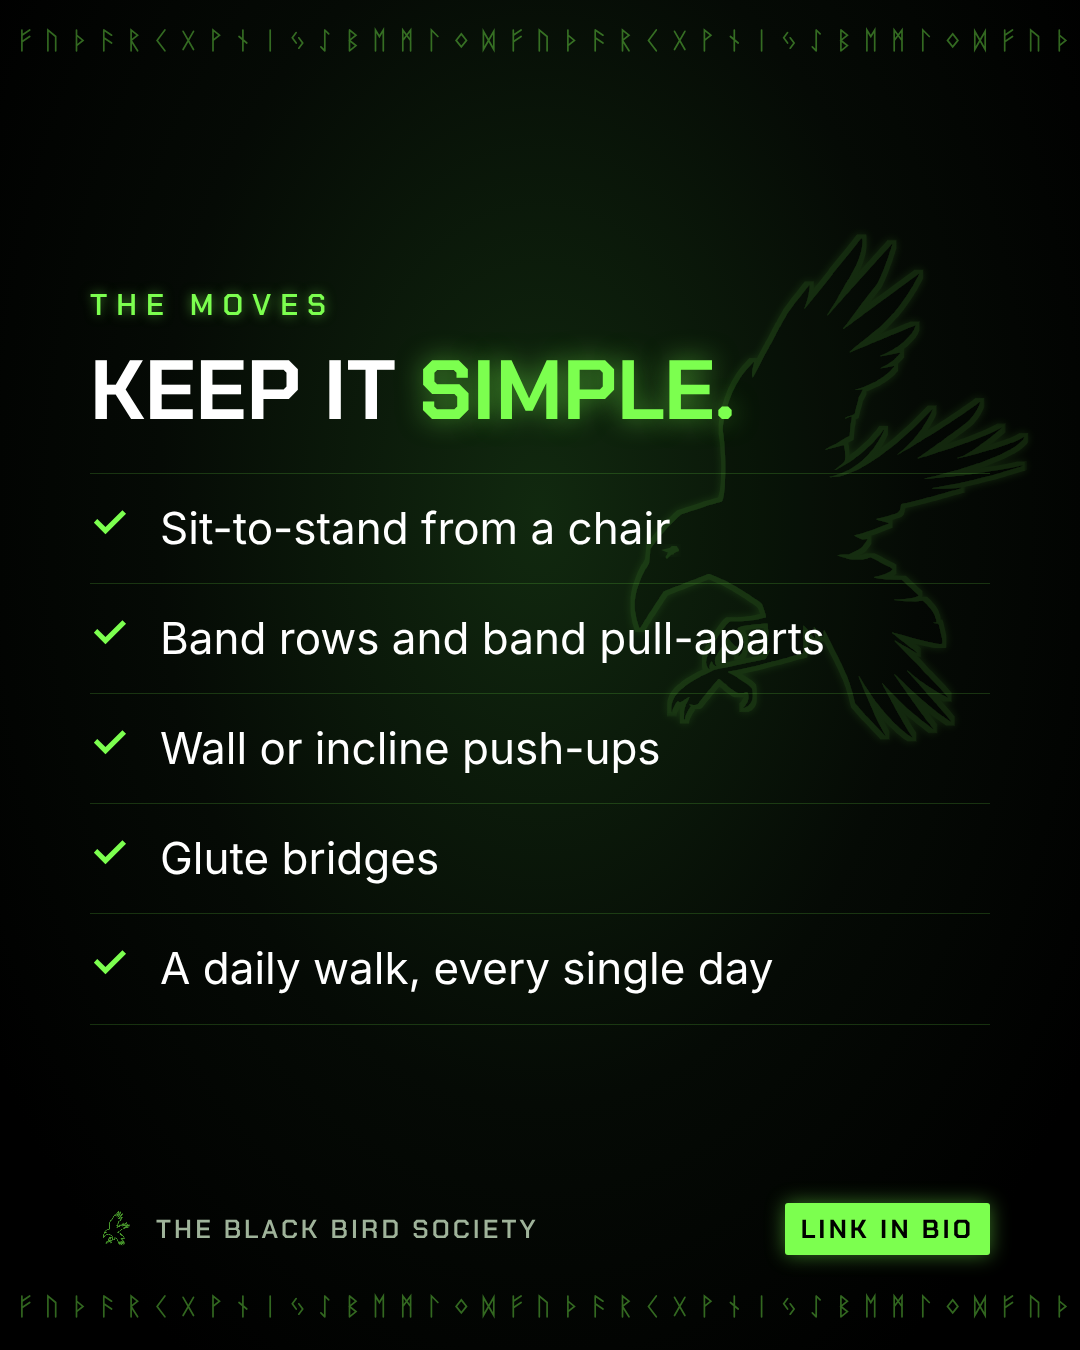 ᚠ ᚢ ᚦ ᚨ ᚱ ᚲ ᚷ ᚹ ᚾ ᛁ ᛃ ᛇ ᛒ ᛖ ᛗ ᛚ ᛜ ᛞ ᚠ ᚢ ᚦ ᚨ ᚱ ᚲ ᚷ ᚹ ᚾ ᛁ ᛃ ᛇ ᛒ ᛖ ᛗ ᛚ ᛜ ᛞ ᚠ ᚢ ᚦ
THE MOVES
KEEP IT SIMPLE.
Sit-to-stand from a chair
Band rows and band pull-aparts
Wall or incline push-ups
Glute bridges
A daily walk, every single day
THE BLACK BIRD SOCIETY
LINK IN BIO
ᚠ ᚢ ᚦ ᚨ ᚱ ᚲ ᚷ ᚹ ᚾ ᛁ ᛃ ᛇ ᛒ ᛖ ᛗ ᛚ ᛜ ᛞ ᚠ ᚢ ᚦ ᚨ ᚱ ᚲ ᚷ ᚹ ᚾ ᛁ ᛃ ᛇ ᛒ ᛖ ᛗ ᛚ ᛜ ᛞ ᚠ ᚢ ᚦ